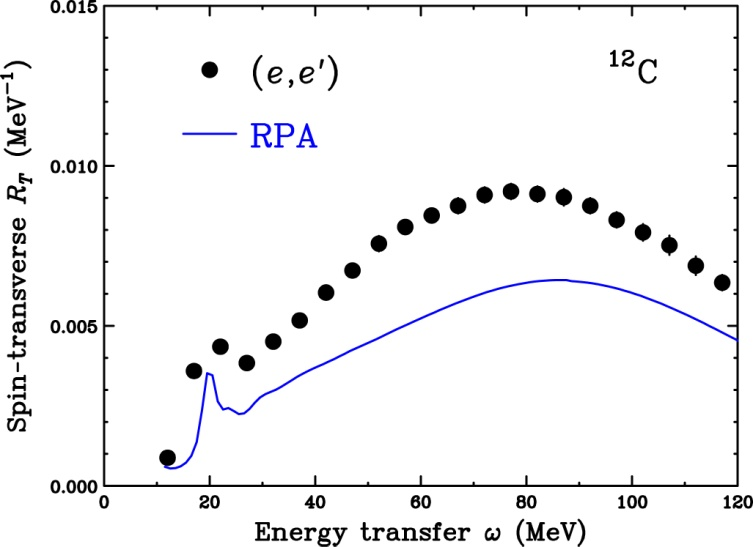 0.015
(e,e′)
¹²C
RPA
0.010
0.005
0.000
Spin-transverse R_T (MeV⁻¹)
0 20 40 60 80 100 120
Energy transfer ω (MeV)